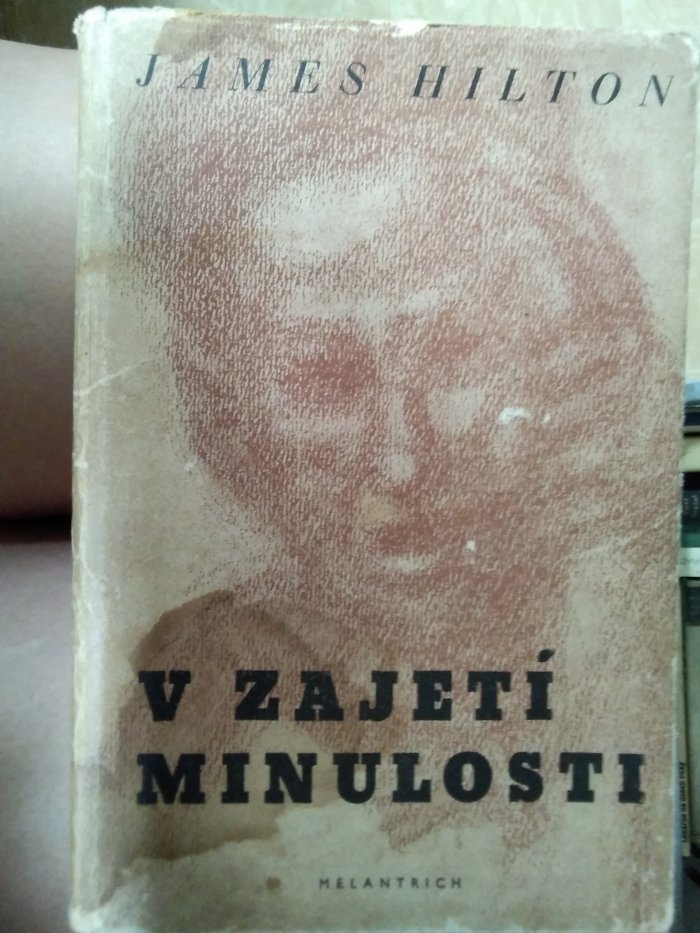 JAMES HILTON
V ZAJETÍ
MINULOSTI
MELANTRICH